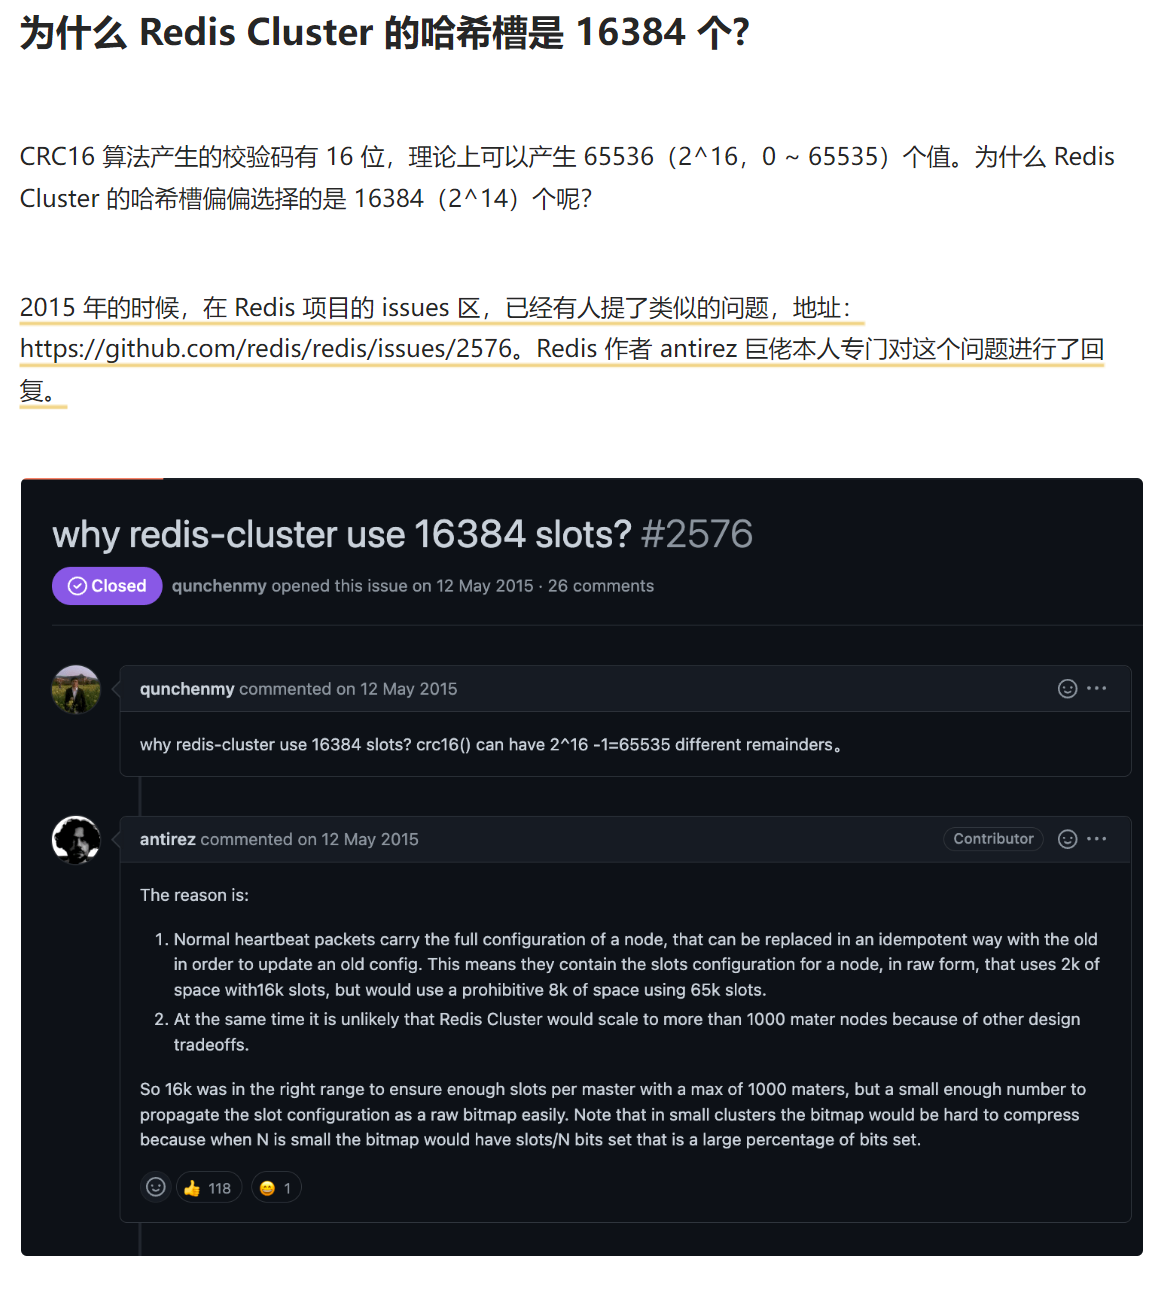 为什么 Redis Cluster 的哈希槽是 16384 个?
CRC16 算法产生的校验码有 16 位，理论上可以产生 65536（2^16，0 ~ 65535）个值。为什么 Redis
Cluster 的哈希槽偏偏选择的是 16384（2^14）个呢？
2015 年的时候，在 Redis 项目的 issues 区，已经有人提了类似的问题，地址：
https://github.com/redis/redis/issues/2576。Redis 作者 antirez 巨佬本人专门对这个问题进行了回
复。
why redis-cluster use 16384 slots? #2576
Closed qunchenmy opened this issue on 12 May 2015 · 26 comments
qunchenmy commented on 12 May 2015
why redis-cluster use 16384 slots? crc16() can have 2^16 -1=65535 different remainders。
antirez commented on 12 May 2015 Contributor
The reason is:
1. Normal heartbeat packets carry the full configuration of a node, that can be replaced in an idempotent way with the old
in order to update an old config. This means they contain the slots configuration for a node, in raw form, that uses 2k of
space with16k slots, but would use a prohibitive 8k of space using 65k slots.
2. At the same time it is unlikely that Redis Cluster would scale to more than 1000 mater nodes because of other design
tradeoffs.
So 16k was in the right range to ensure enough slots per master with a max of 1000 maters, but a small enough number to
propagate the slot configuration as a raw bitmap easily. Note that in small clusters the bitmap would be hard to compress
because when N is small the bitmap would have slots/N bits set that is a large percentage of bits set.
118 1